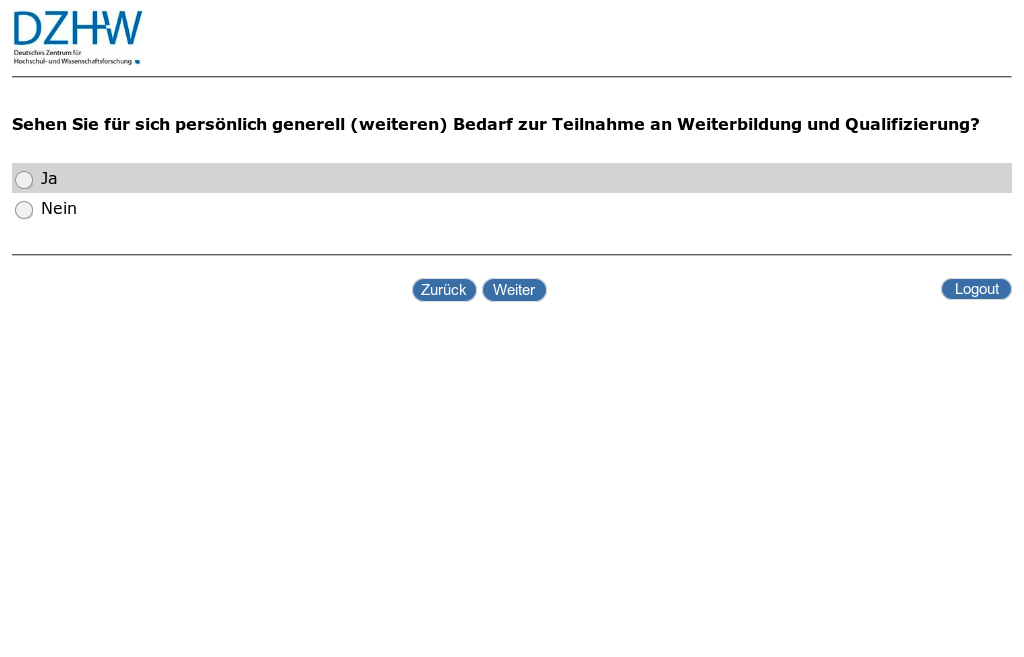 DZHW
Deutsches Zentrum für
Hochschul- und Wissenschaftsforschung
Sehen Sie für sich persönlich generell (weiteren) Bedarf zur Teilnahme an Weiterbildung und Qualifizierung?
Ja
Nein
Zurück Weiter Logout